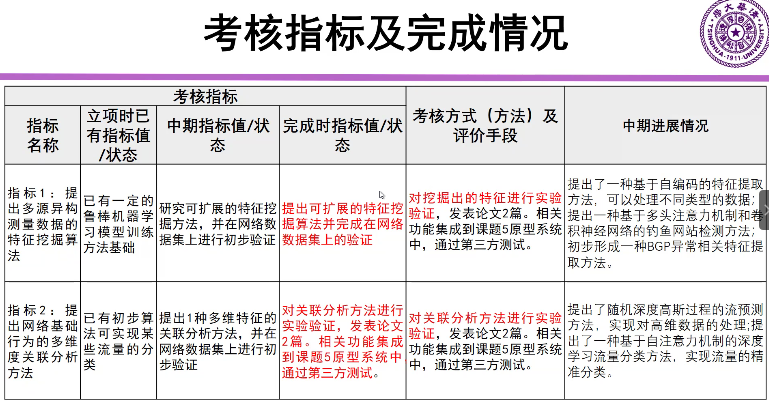 考核指标及完成情况
TSINGHUA
UNIVERSITY
-1911-
考核指标
指标
名称
立项时已
有指标值
/状态
中期指标值/状
态
完成时指标值/状
态
考核方式（方法）及
评价手段
中期进展情况
指标1：提
出多源异构
测量数据的
特征挖掘算
法
已有一定的
鲁棒机器学
习模型训练
方法基础
研究可扩展的特征挖
掘方法，并在网络数
据集上进行初步验证
提出可扩展的特征挖
掘算法并完成在网络
数据集上的验证
对挖掘出的特征进行实验
验证，发表论文2篇。相关
功能集成到课题5原型系统
中，通过第三方测试。
提出了一种基于自编码的特征提取
方法，可以处理不同类型的数据；
提出一种基于多头注意力机制和卷
积神经网络的钓鱼网站检测方法；
初步形成一种BGP异常相关特征提
取方法。
指标2：提
出网络基础
行为的多维
度关联分析
方法
已有初步算
法可实现某
些流量的分
类
提出1种多维特征的
关联分析方法，并在
网络数据集上进行初
步验证
对关联分析方法进行
实验验证，发表论文
2篇。相关功能集成
到课题5原型系统中，
通过第三方测试。
对关联分析方法进行实验
验证，发表论文2篇。相关
功能集成到课题5原型系统
中，通过第三方测试。
提出了随机深度高斯过程的流预测
方法，实现对高维数据的处理;提
出了一种基于自注意力机制的深度
学习流量分类方法，实现流量的精
准分类。